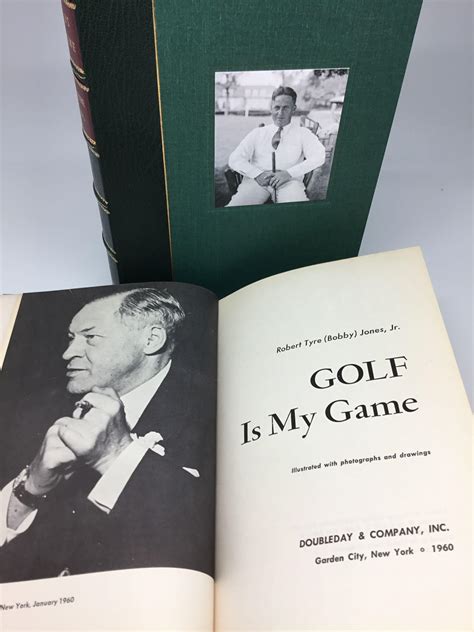 Robert Tyre (Bobby) Jones, Jr.
GOLF
Is My Game
illustrated with photographs and drawings
DOUBLEDAY & COMPANY, INC.
Garden City, New York 1960
New York, January 1960